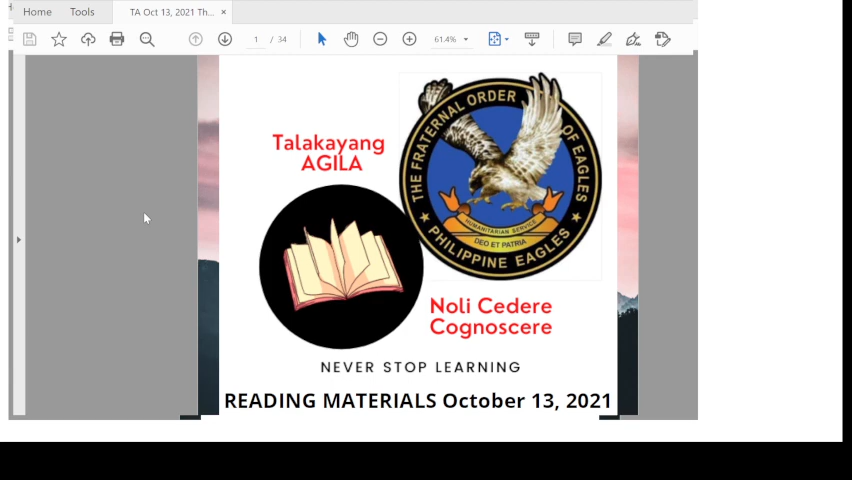 Home Tools TA Oct 13, 2021 Th... ×
1 / 34 61.4%
Talakayang
AGILA
THE FRATERNAL ORDER OF EAGLES
HUMANITARIAN SERVICE
DEO ET PATRIA
PHILIPPINE EAGLES
Noli Cedere
Cognoscere
NEVER STOP LEARNING
READING MATERIALS October 13, 2021